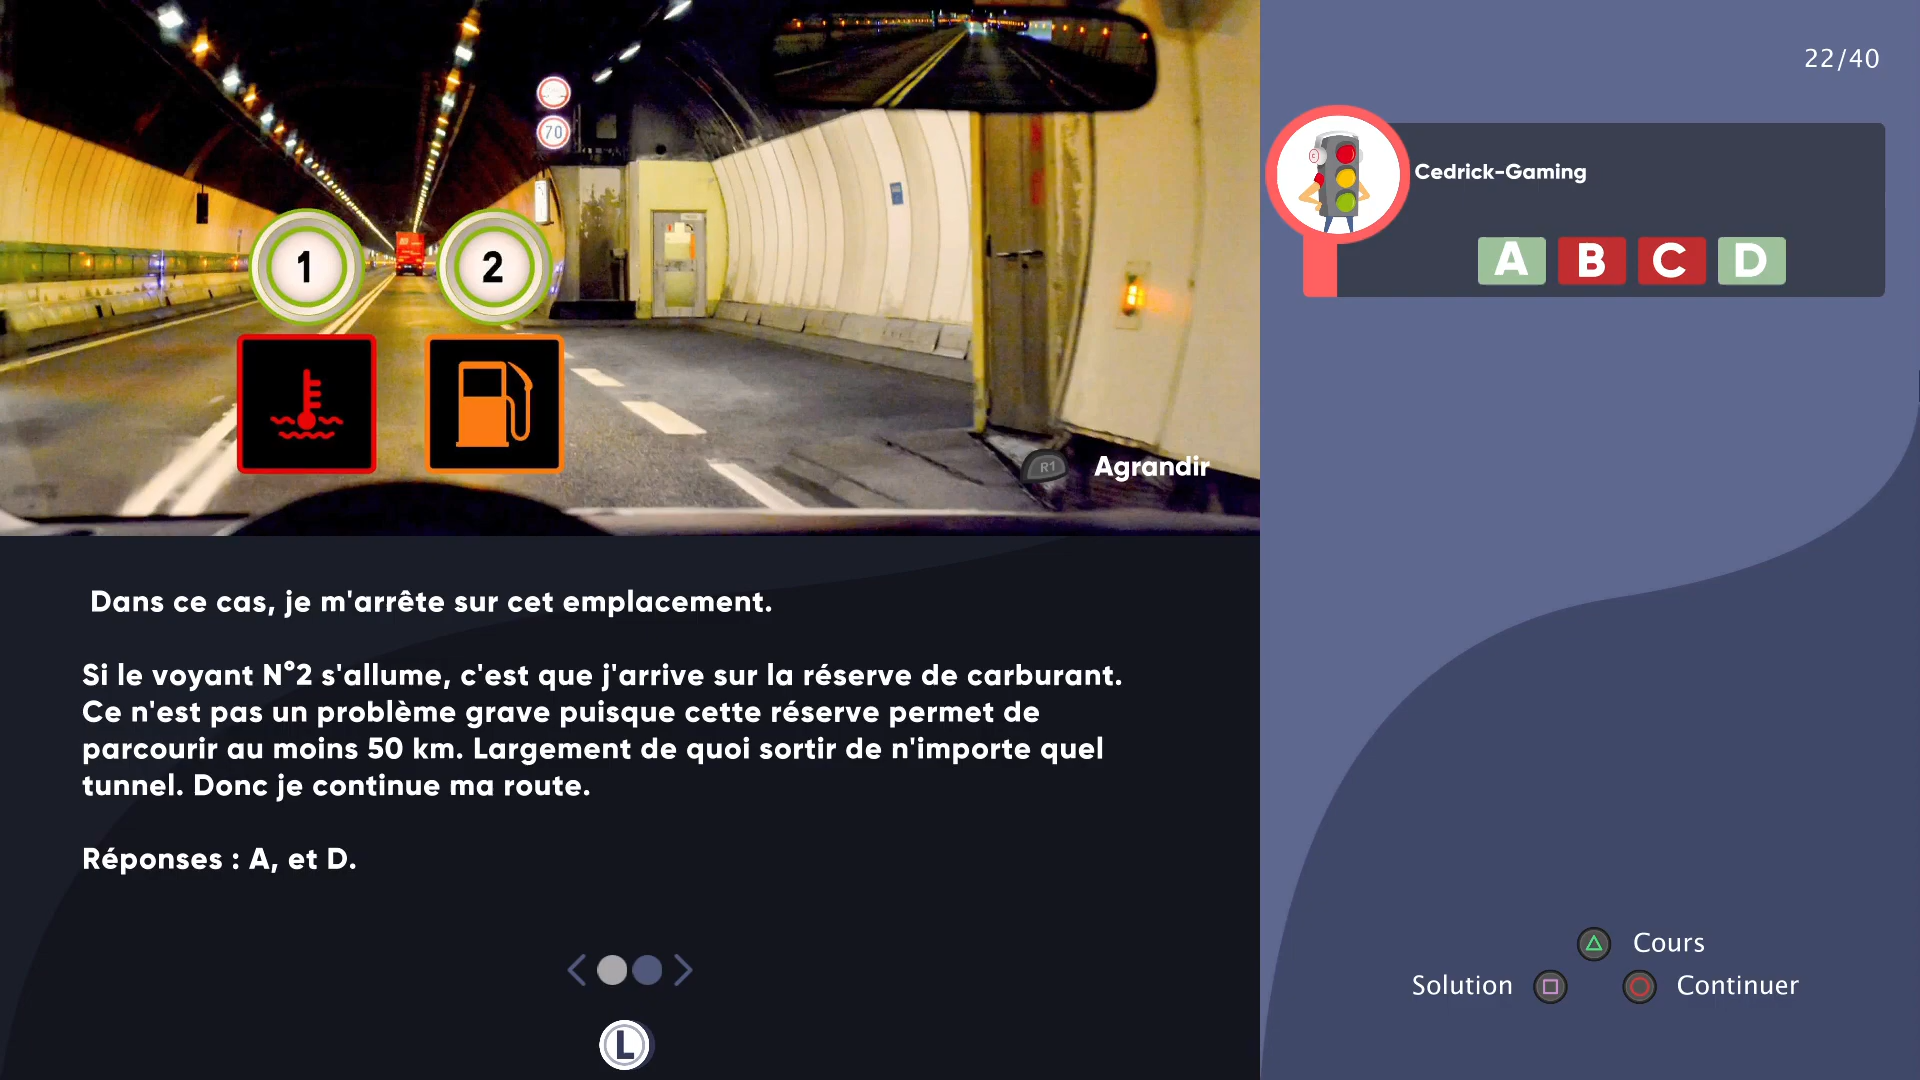 22/40
70
1
2
R1 Agrandir
Cedrick-Gaming
A B C D
Dans ce cas, je m'arrête sur cet emplacement.
Si le voyant N°2 s'allume, c'est que j'arrive sur la réserve de carburant.
Ce n'est pas un problème grave puisque cette réserve permet de
parcourir au moins 50 km. Largement de quoi sortir de n'importe quel
tunnel. Donc je continue ma route.
Réponses : A, et D.
L
Cours
Solution
Continuer